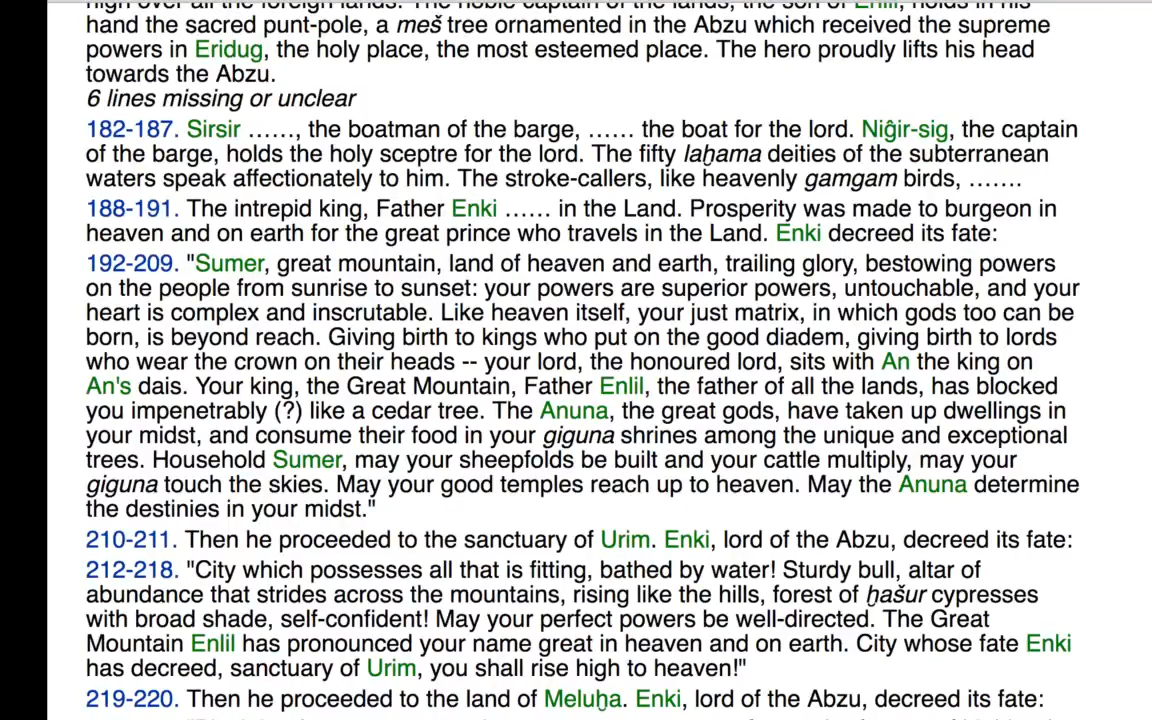 high over all the foreign lands. The noble captain of the lands, the son of Enlil, holds in his
hand the sacred punt-pole, a meš tree ornamented in the Abzu which received the supreme
powers in Eridug, the holy place, the most esteemed place. The hero proudly lifts his head
towards the Abzu.
6 lines missing or unclear
182-187. Sirsir ……, the boatman of the barge, …… the boat for the lord. Niĝir-sig, the captain
of the barge, holds the holy sceptre for the lord. The fifty laḫama deities of the subterranean
waters speak affectionately to him. The stroke-callers, like heavenly gamgam birds, …….
188-191. The intrepid king, Father Enki …… in the Land. Prosperity was made to burgeon in
heaven and on earth for the great prince who travels in the Land. Enki decreed its fate:
192-209. "Sumer, great mountain, land of heaven and earth, trailing glory, bestowing powers
on the people from sunrise to sunset: your powers are superior powers, untouchable, and your
heart is complex and inscrutable. Like heaven itself, your just matrix, in which gods too can be
born, is beyond reach. Giving birth to kings who put on the good diadem, giving birth to lords
who wear the crown on their heads -- your lord, the honoured lord, sits with An the king on
An's dais. Your king, the Great Mountain, Father Enlil, the father of all the lands, has blocked
you impenetrably (?) like a cedar tree. The Anuna, the great gods, have taken up dwellings in
your midst, and consume their food in your giguna shrines among the unique and exceptional
trees. Household Sumer, may your sheepfolds be built and your cattle multiply, may your
giguna touch the skies. May your good temples reach up to heaven. May the Anuna determine
the destinies in your midst."
210-211. Then he proceeded to the sanctuary of Urim. Enki, lord of the Abzu, decreed its fate:
212-218. "City which possesses all that is fitting, bathed by water! Sturdy bull, altar of
abundance that strides across the mountains, rising like the hills, forest of ḫašur cypresses
with broad shade, self-confident! May your perfect powers be well-directed. The Great
Mountain Enlil has pronounced your name great in heaven and on earth. City whose fate Enki
has decreed, sanctuary of Urim, you shall rise high to heaven!"
219-220. Then he proceeded to the land of Meluḫa. Enki, lord of the Abzu, decreed its fate: